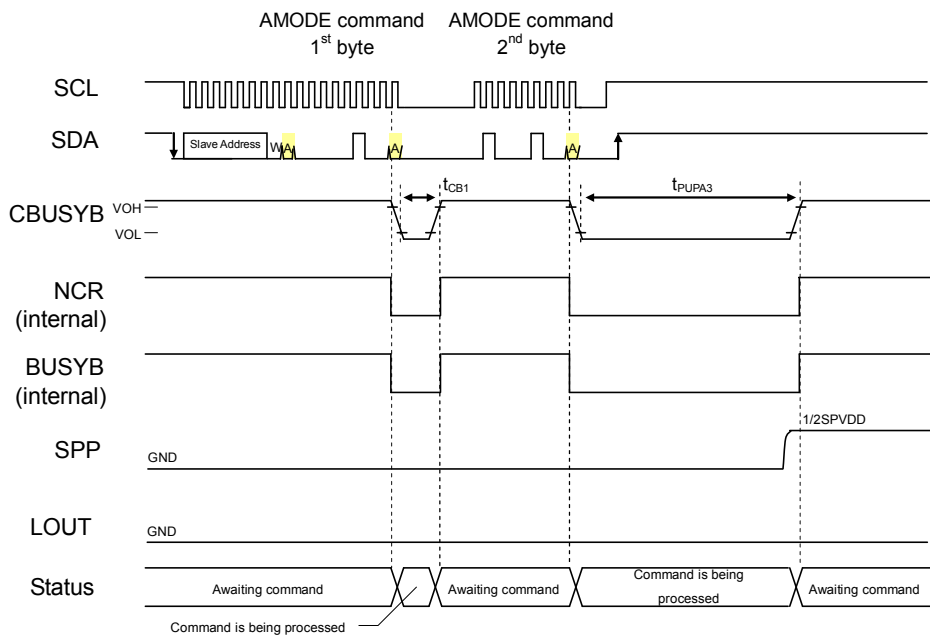 AMODE command
1st byte
AMODE command
2nd byte
SCL
SDA
Slave Address
W
A
A
A
tCB1
tPUPA3
CBUSYB
VOH
VOL
NCR
(internal)
BUSYB
(internal)
SPP
GND
1/2SPVDD
LOUT
GND
Status
Awaiting command
Awaiting command
Command is being
processed
Awaiting command
Command is being processed